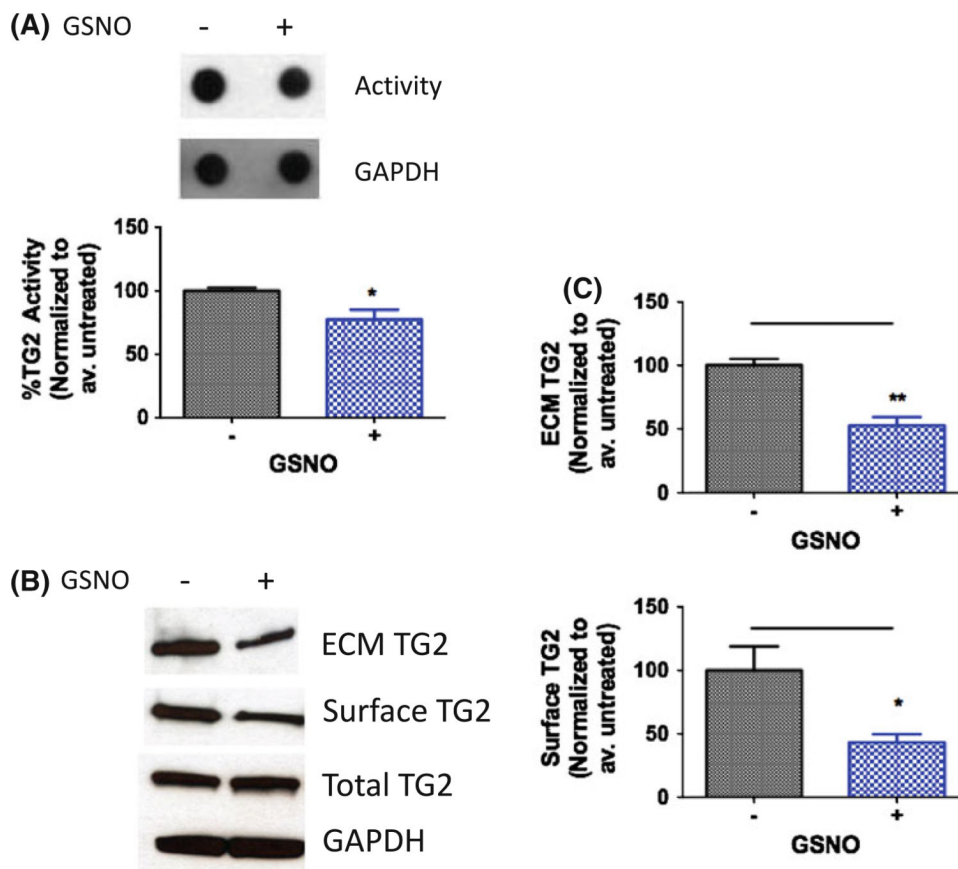 (A) GSNO - +
Activity
GAPDH
%TG2 Activity
(Normalized to
av. untreated)
150
100
50
0
*
- +
GSNO
(B) GSNO - +
ECM TG2
Surface TG2
Total TG2
GAPDH
(C)
ECM TG2
(Normalized to
av. untreated)
150
100
50
0
**
- +
GSNO
Surface TG2
(Normalized to
av. untreated)
150
100
50
0
*
- +
GSNO